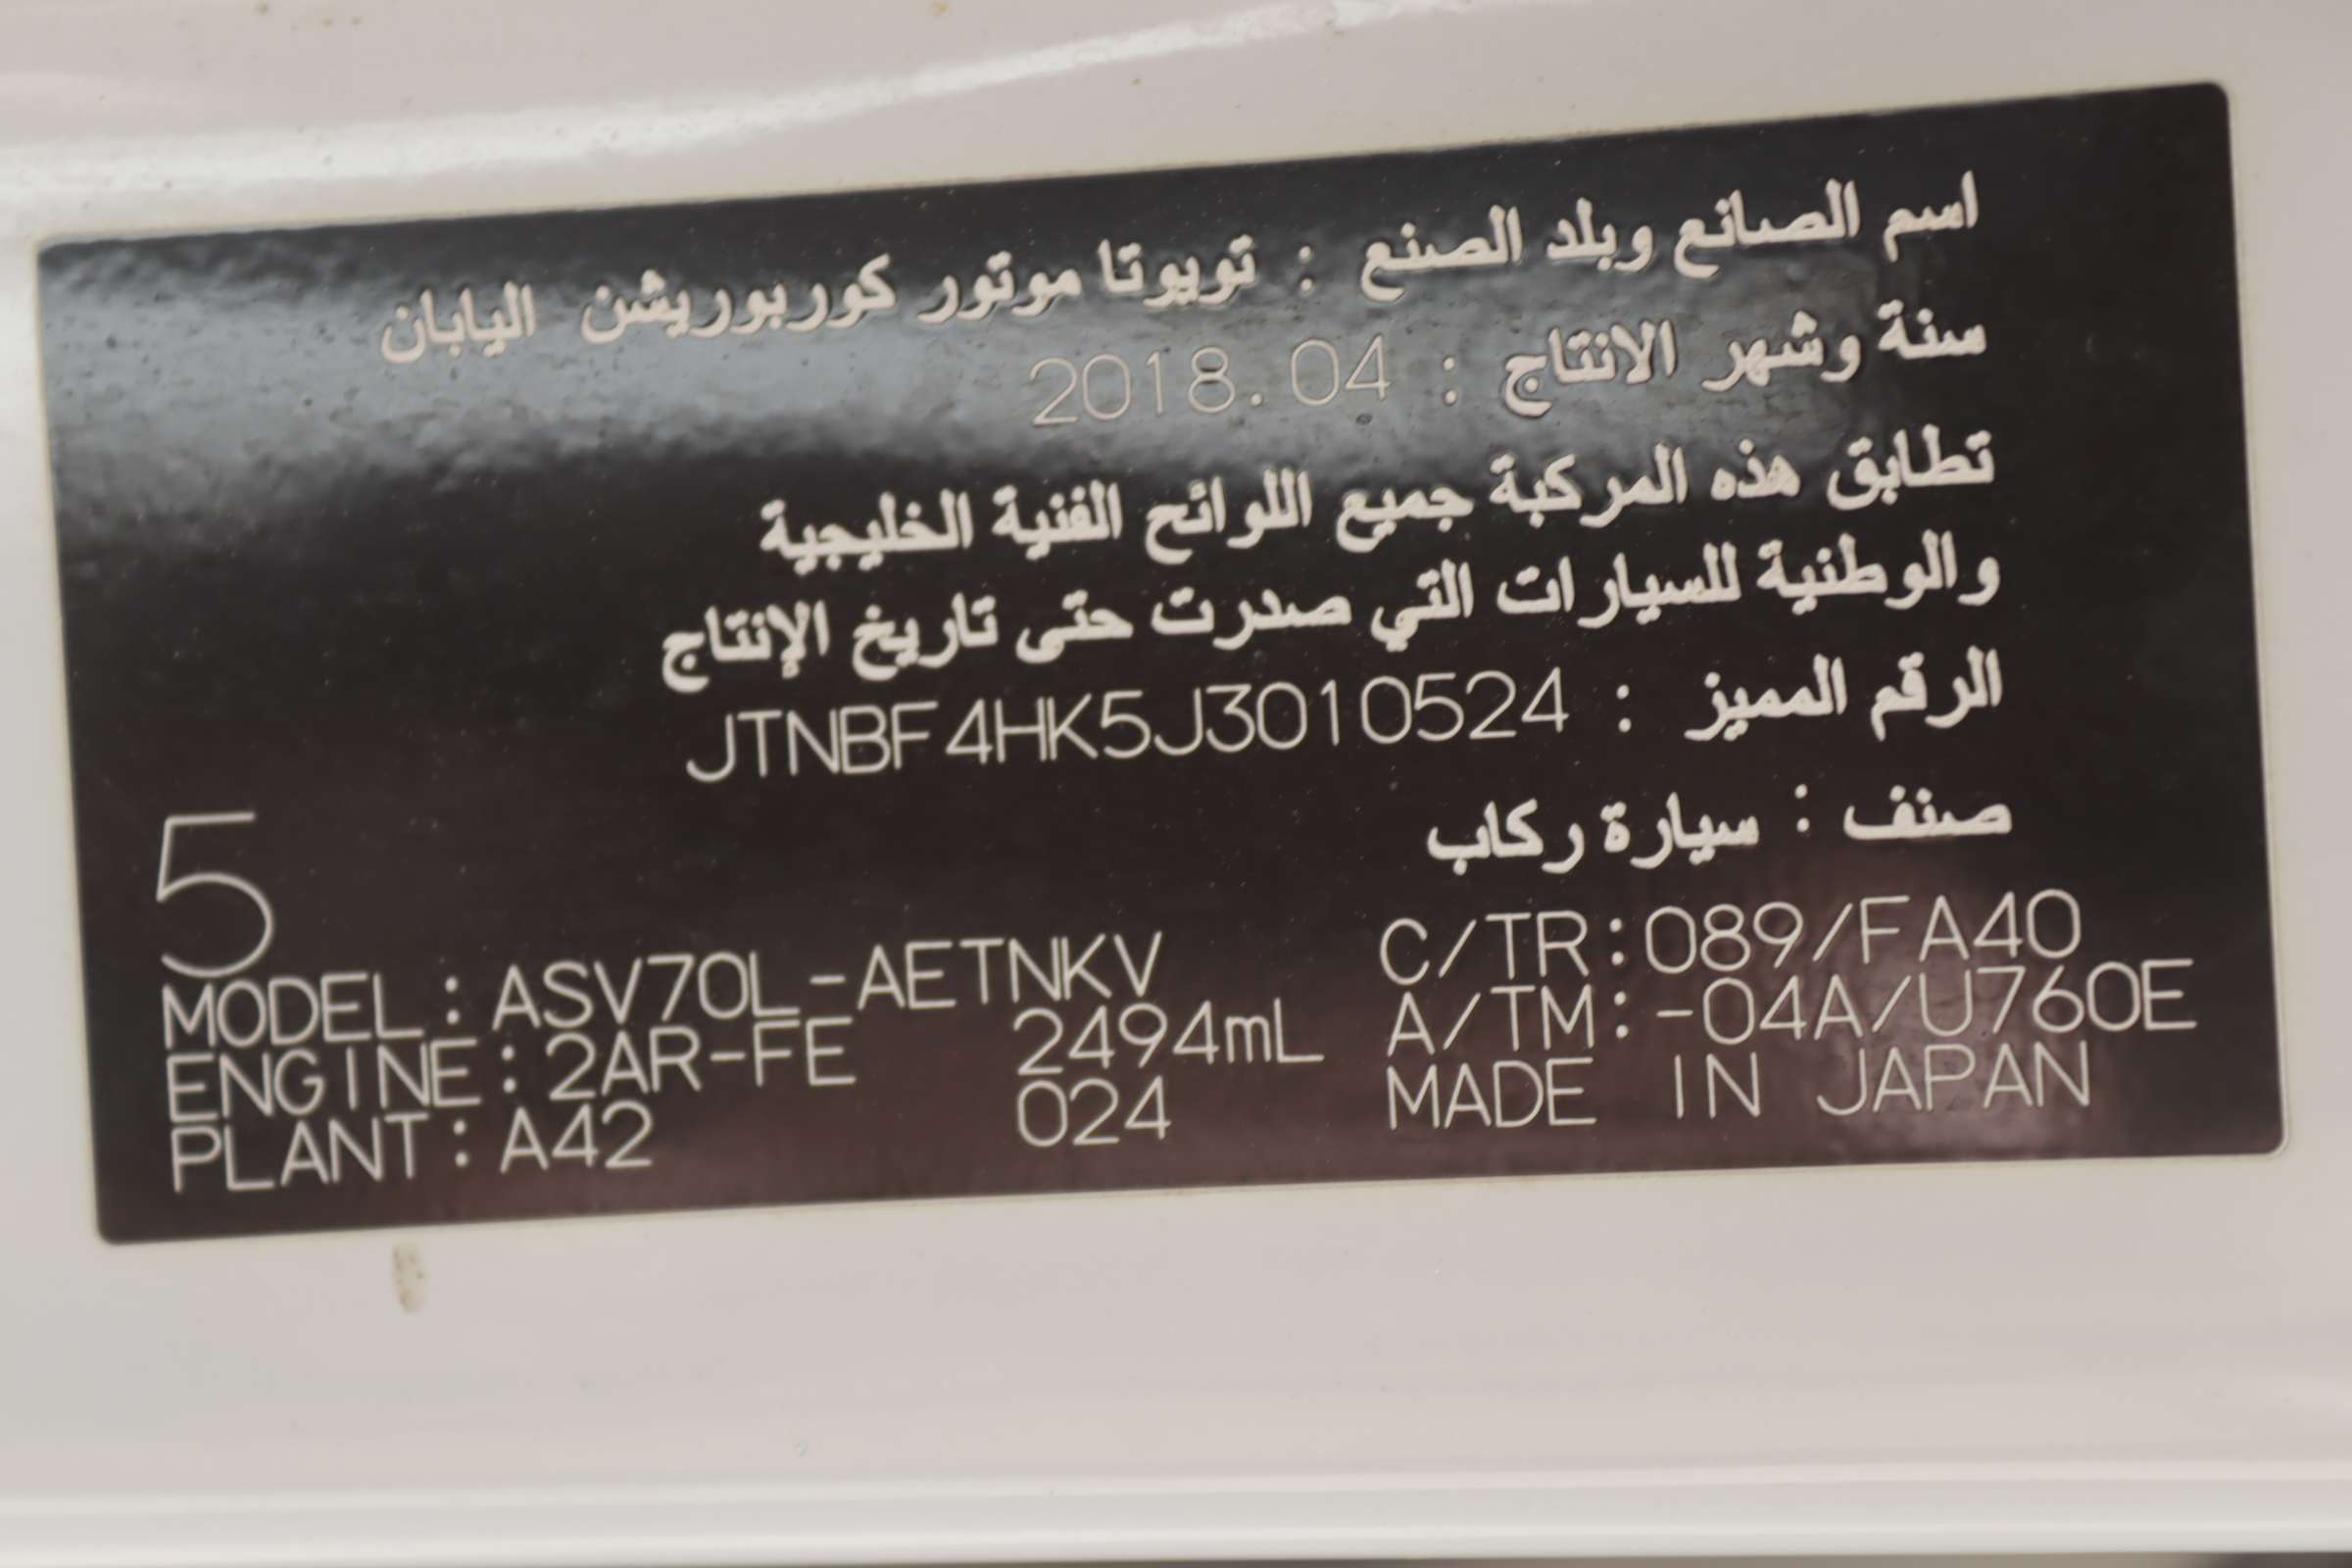 اسم الصانع وبلد الصنع : تويوتا موتور كوربوريشن اليابان
سنة وشهر الانتاج : 2018.04
تطابق هذه المركبة جميع اللوائح الفنية الخليجية
والوطنية للسيارات التي صدرت حتى تاريخ الإنتاج
الرقم المميز : JTNBF4HK5J3010524
صنف : سيارة ركاب
5
MODEL: ASV70L-AETNKV C/TR:089/FA40
ENGINE:2AR-FE 2494mL A/TM:-04A/U760E
PLANT:A42 024 MADE IN JAPAN